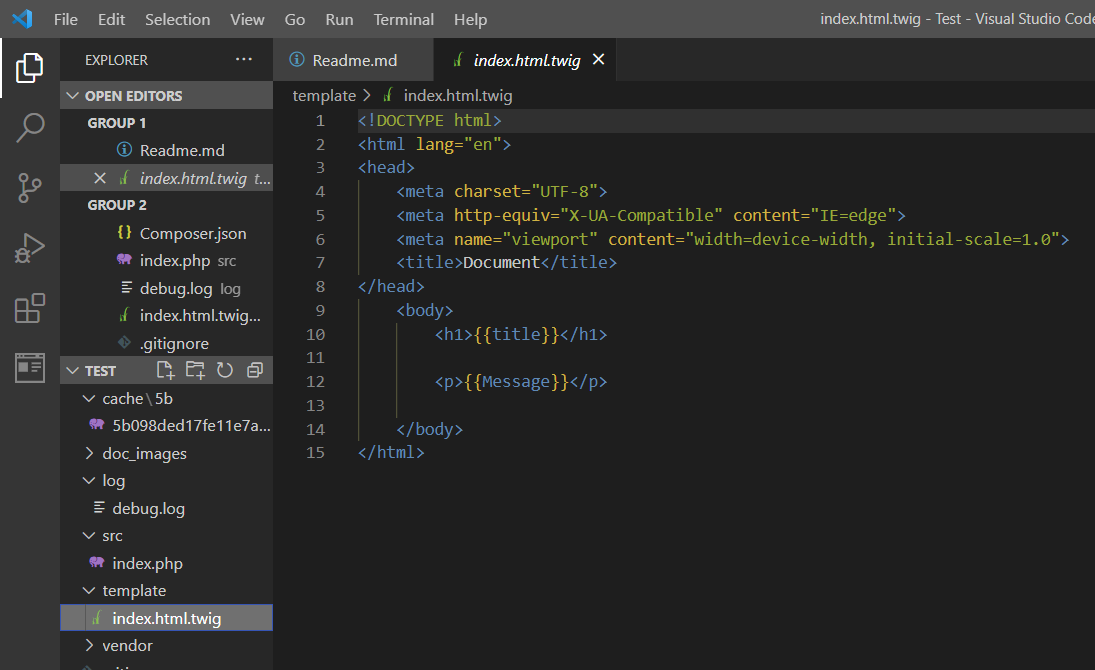 File Edit Selection View Go Run Terminal Help index.html.twig - Test - Visual Studio Code
EXPLORER ...
OPEN EDITORS
GROUP 1
Readme.md
index.html.twig t...
GROUP 2
{} Composer.json
index.php src
debug.log log
index.html.twig...
.gitignore
TEST
cache\5b
5b098ded17fe11e7a...
doc_images
log
debug.log
src
index.php
template
index.html.twig
vendor
Readme.md index.html.twig
template > index.html.twig
1 <!DOCTYPE html>
2 <html lang="en">
3 <head>
4 <meta charset="UTF-8">
5 <meta http-equiv="X-UA-Compatible" content="IE=edge">
6 <meta name="viewport" content="width=device-width, initial-scale=1.0">
7 <title>Document</title>
8 </head>
9 <body>
10 <h1>{{title}}</h1>
11
12 <p>{{Message}}</p>
13
14 </body>
15 </html>